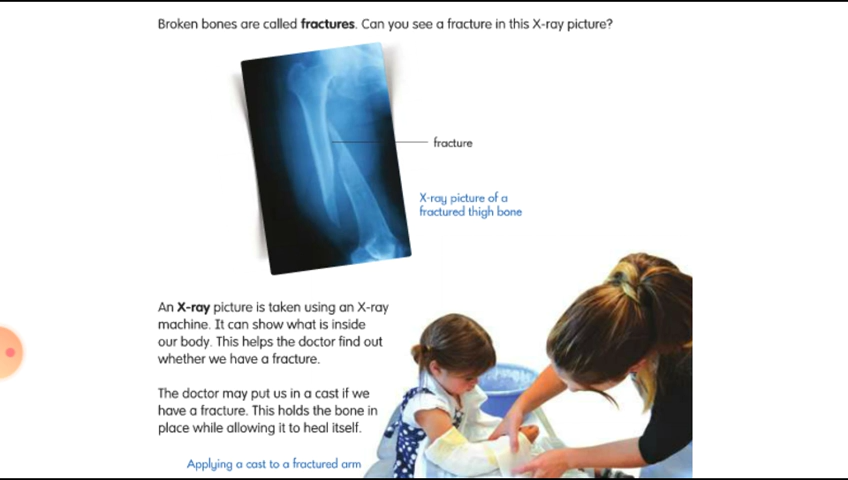 Broken bones are called fractures. Can you see a fracture in this X-ray picture?
fracture
X-ray picture of a
fractured thigh bone
An X-ray picture is taken using an X-ray
machine. It can show what is inside
our body. This helps the doctor find out
whether we have a fracture.
The doctor may put us in a cast if we
have a fracture. This holds the bone in
place while allowing it to heal itself.
Applying a cast to a fractured arm